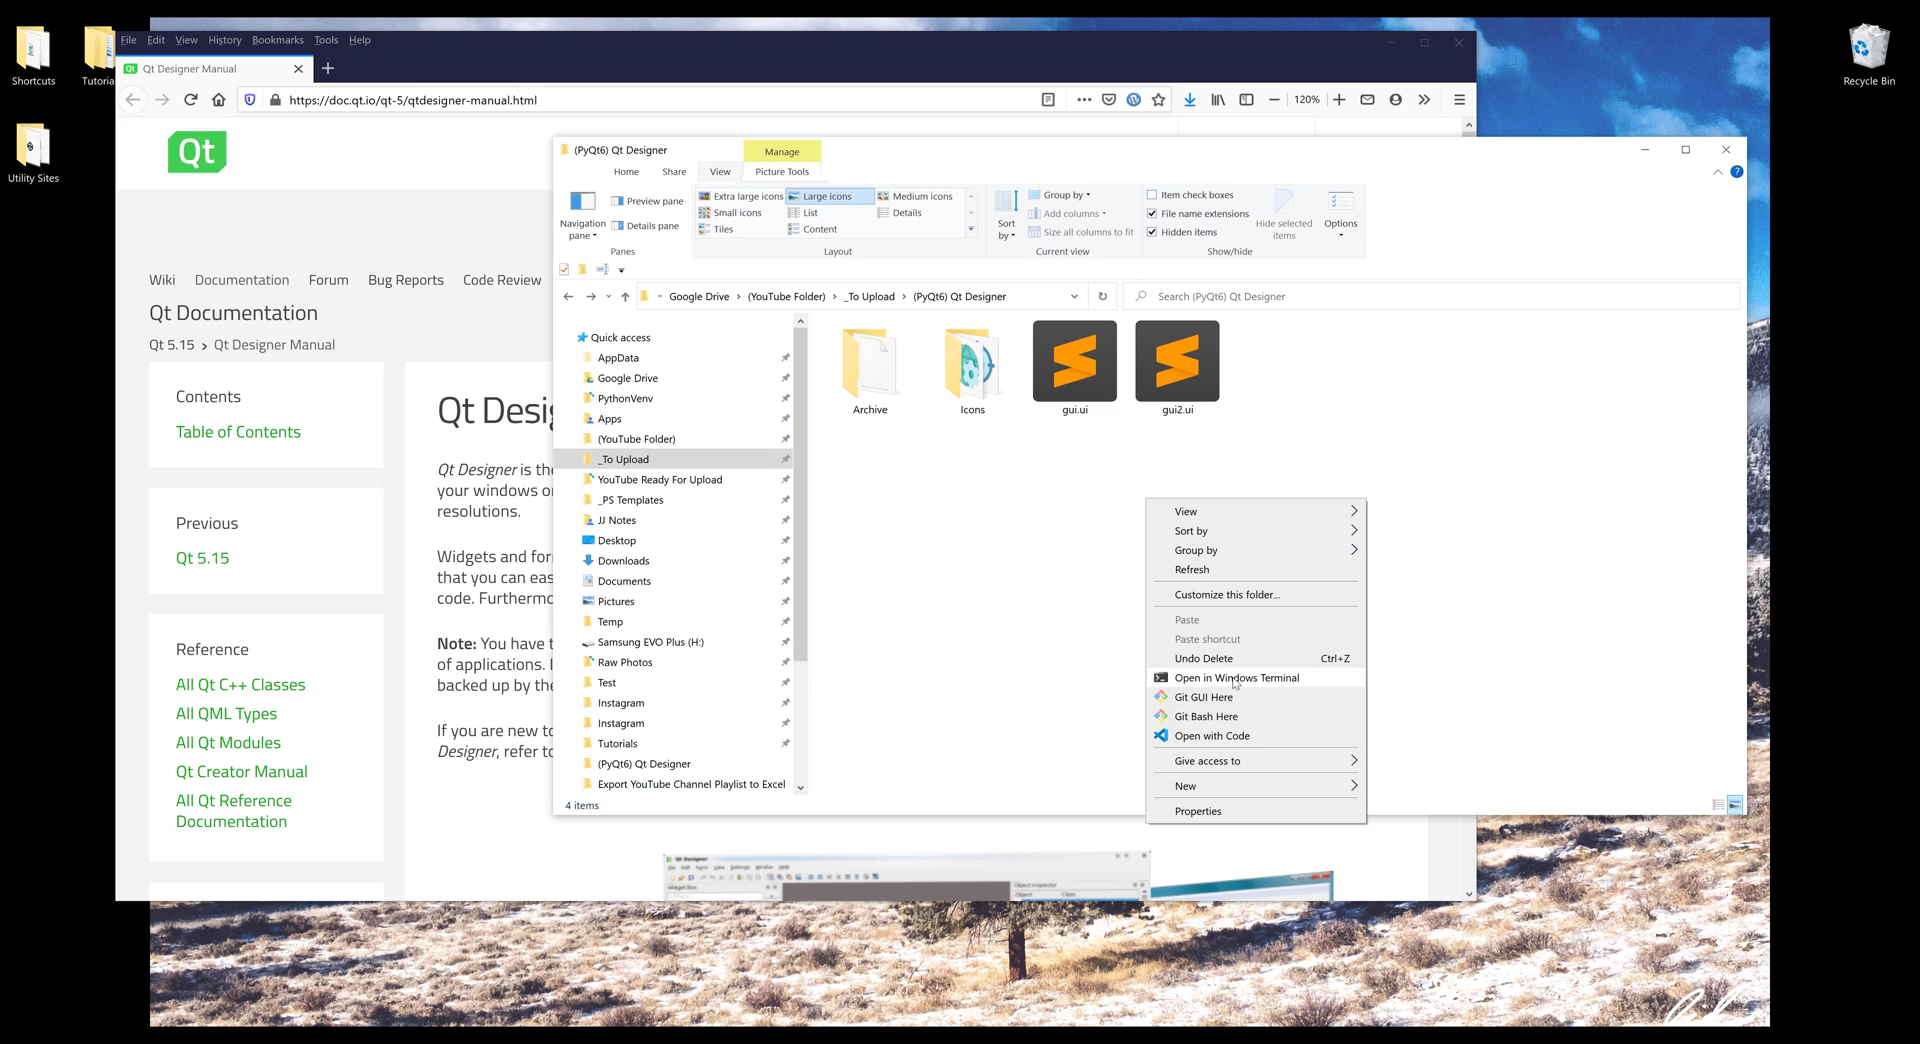 Shortcuts
Tutoria
Utility Sites
Recycle Bin
File Edit View History Bookmarks Tools Help
Qt Designer Manual
https://doc.qt.io/qt-5/qtdesigner-manual.html
120%
Qt
Wiki Documentation Forum Bug Reports Code Review
Qt Documentation
Qt 5.15 > Qt Designer Manual
Contents
Table of Contents
Previous
Qt 5.15
Reference
All Qt C++ Classes
All QML Types
All Qt Modules
Qt Creator Manual
All Qt Reference
Documentation
Qt Desig
Qt Designer is the
your windows or
resolutions.
Widgets and for
that you can eas
code. Furthermo
Note: You have t
of applications. I
backed up by the
If you are new to
Designer, refer to
(PyQt6) Qt Designer
Manage
Home Share View Picture Tools
Navigation
pane
Preview pane
Details pane
Panes
Extra large icons Large icons Medium icons
Small icons List Details
Tiles Content
Layout
Sort
by
Group by
Add columns
Size all columns to fit
Current view
Item check boxes
File name extensions
Hidden items
Hide selected
items
Show/hide
Options
Google Drive > (YouTube Folder) > _To Upload > (PyQt6) Qt Designer
Search (PyQt6) Qt Designer
Quick access
AppData
Google Drive
PythonVenv
Apps
(YouTube Folder)
_To Upload
YouTube Ready For Upload
_PS Templates
JJ Notes
Desktop
Downloads
Documents
Pictures
Temp
Samsung EVO Plus (H:)
Raw Photos
Test
Instagram
Instagram
Tutorials
(PyQt6) Qt Designer
Export YouTube Channel Playlist to Excel
4 items
Archive
Icons
gui.ui
gui2.ui
View
Sort by
Group by
Refresh
Customize this folder...
Paste
Paste shortcut
Undo Delete Ctrl+Z
Open in Windows Terminal
Git GUI Here
Git Bash Here
Open with Code
Give access to
New
Properties
Qt Designer
Widget Box
Object Inspector
Object Class